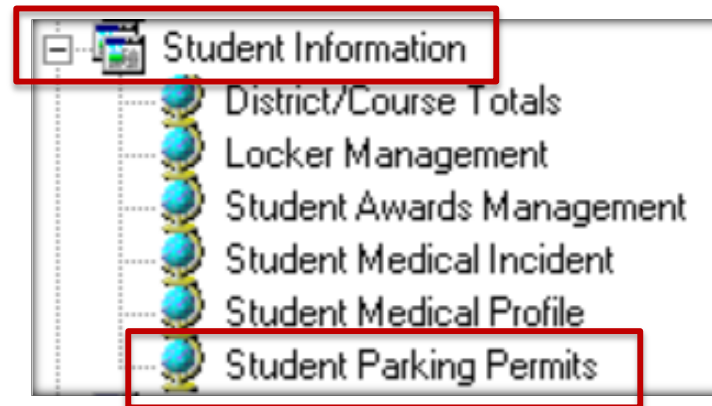 Student Information
District/Course Totals
Locker Management
Student Awards Management
Student Medical Incident
Student Medical Profile
Student Parking Permits